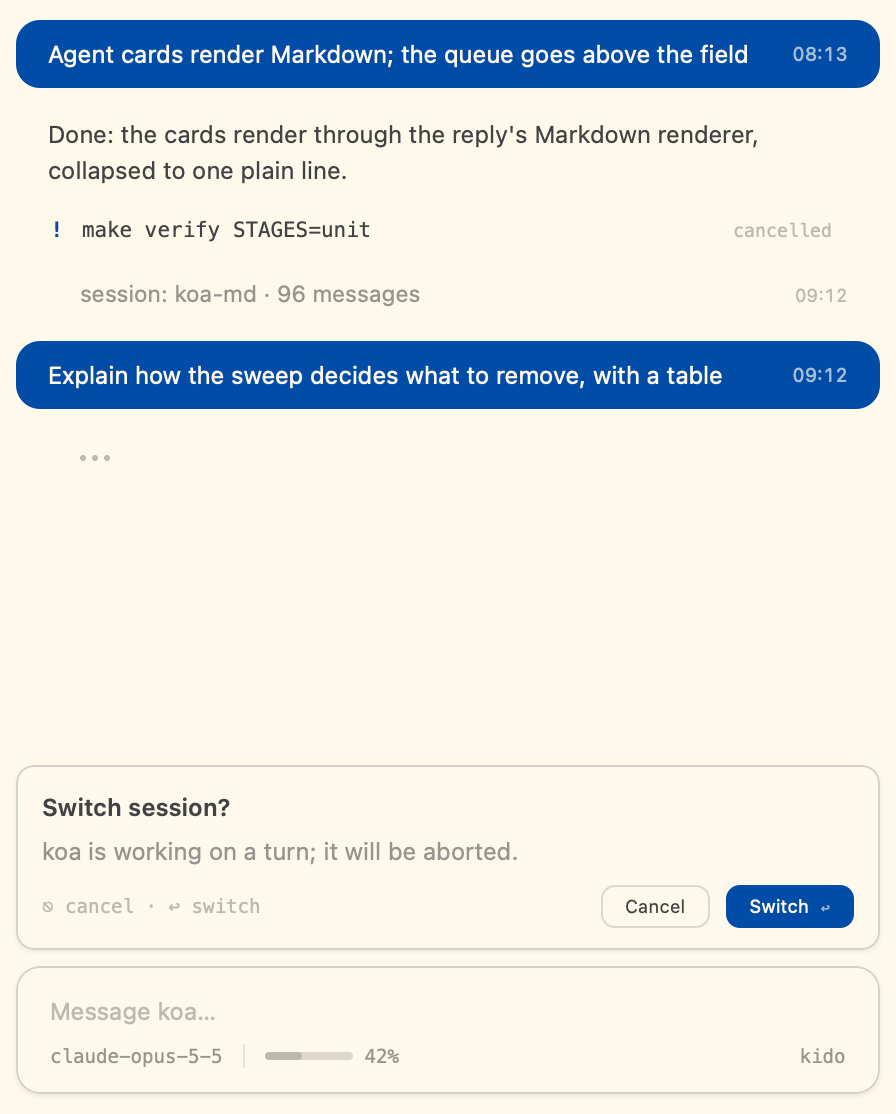 Agent cards render Markdown; the queue goes above the field 08:13
Done: the cards render through the reply's Markdown renderer,
collapsed to one plain line.
! make verify STAGES=unit cancelled
session: koa-md · 96 messages 09:12
Explain how the sweep decides what to remove, with a table 09:12
•••
Switch session?
koa is working on a turn; it will be aborted.
⎋ cancel · ↩ switch Cancel Switch ↩
Message koa...
claude-opus-5-5 42% kido